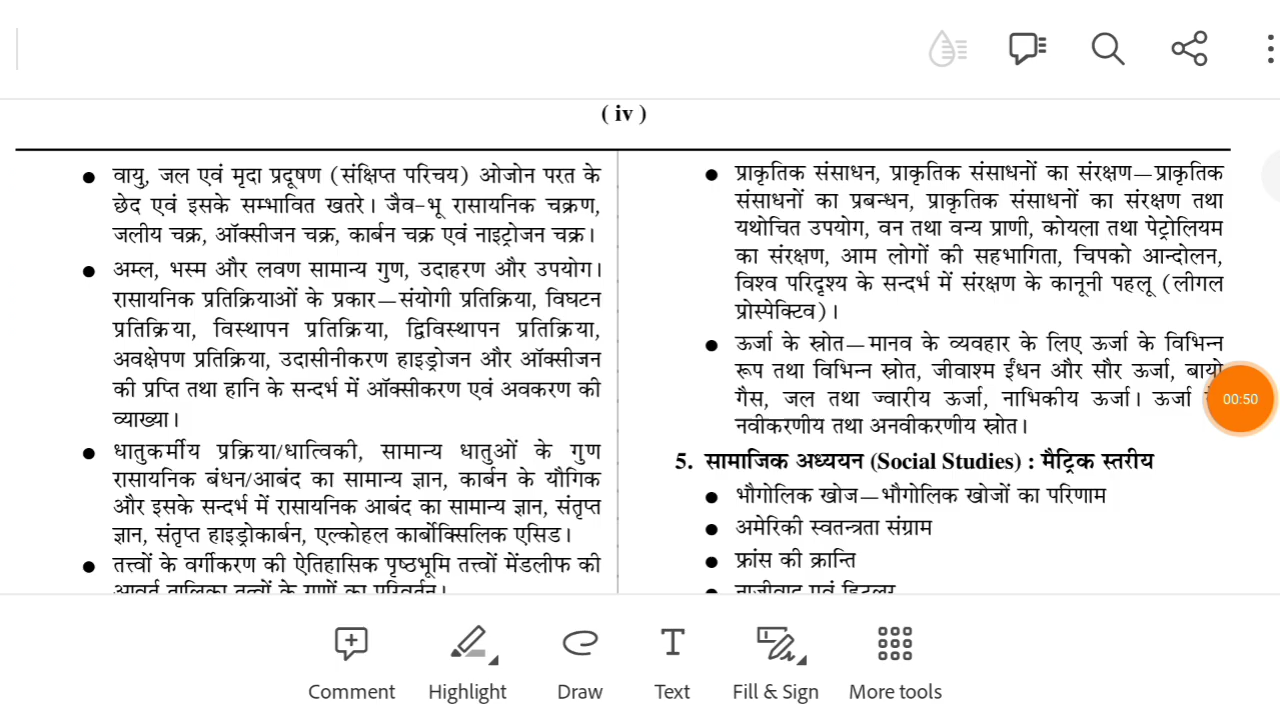 ( iv )
● वायु, जल एवं मृदा प्रदूषण (संक्षिप्त परिचय) ओजोन परत के
छेद एवं इसके सम्भावित खतरे। जैव-भू रासायनिक चक्रण,
जलीय चक्र, ऑक्सीजन चक्र, कार्बन चक्र एवं नाइट्रोजन चक्र।
● अम्ल, भस्म और लवण सामान्य गुण, उदाहरण और उपयोग।
रासायनिक प्रतिक्रियाओं के प्रकार—संयोगी प्रतिक्रिया, विघटन
प्रतिक्रिया, विस्थापन प्रतिक्रिया, द्विविस्थापन प्रतिक्रिया,
अवक्षेपण प्रतिक्रिया, उदासीनीकरण हाइड्रोजन और ऑक्सीजन
की प्रप्ति तथा हानि के सन्दर्भ में ऑक्सीकरण एवं अवकरण की
व्याख्या।
● धातुकर्मीय प्रक्रिया/धात्विकी, सामान्य धातुओं के गुण
रासायनिक बंधन/आबंद का सामान्य ज्ञान, कार्बन के यौगिक
और इसके सन्दर्भ में रासायनिक आबंद का सामान्य ज्ञान, संतृप्त
ज्ञान, संतृप्त हाइड्रोकार्बन, एल्कोहल कार्बोक्सिलिक एसिड।
● तत्त्वों के वर्गीकरण की ऐतिहासिक पृष्ठभूमि तत्त्वों मेंडलीफ की
आवर्त तालिका तत्त्वों के गुणों का परिवर्तन।
● प्राकृतिक संसाधन, प्राकृतिक संसाधनों का संरक्षण—प्राकृतिक
संसाधनों का प्रबन्धन, प्राकृतिक संसाधनों का संरक्षण तथा
यथोचित उपयोग, वन तथा वन्य प्राणी, कोयला तथा पेट्रोलियम
का संरक्षण, आम लोगों की सहभागिता, चिपको आन्दोलन,
विश्व परिदृश्य के सन्दर्भ में संरक्षण के कानूनी पहलू (लीगल
प्रोस्पेक्टिव)।
● ऊर्जा के स्रोत—मानव के व्यवहार के लिए ऊर्जा के विभिन्न
रूप तथा विभिन्न स्रोत, जीवाश्म ईंधन और सौर ऊर्जा, बायो
गैस, जल तथा ज्वारीय ऊर्जा, नाभिकीय ऊर्जा। ऊर्जा
नवीकरणीय तथा अनवीकरणीय स्रोत।
5. सामाजिक अध्ययन (Social Studies) : मैट्रिक स्तरीय
● भौगोलिक खोज—भौगोलिक खोजों का परिणाम
● अमेरिकी स्वतन्त्रता संग्राम
● फ्रांस की क्रान्ति
● नाजीवाद एवं हिटलर
00:50
Comment Highlight Draw Text Fill & Sign More tools